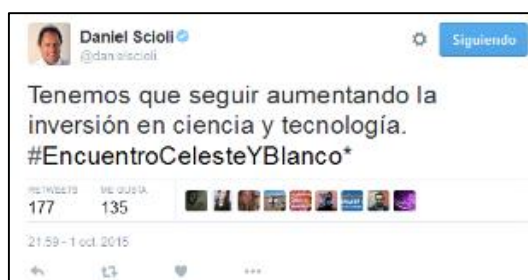 Daniel Scioli
@danielscioli
Siguiendo
Tenemos que seguir aumentando la
inversión en ciencia y tecnología.
#EncuentroCelesteYBlanco*
RETWEETS ME GUSTA
177 135
21:59 - 1 oct. 2015